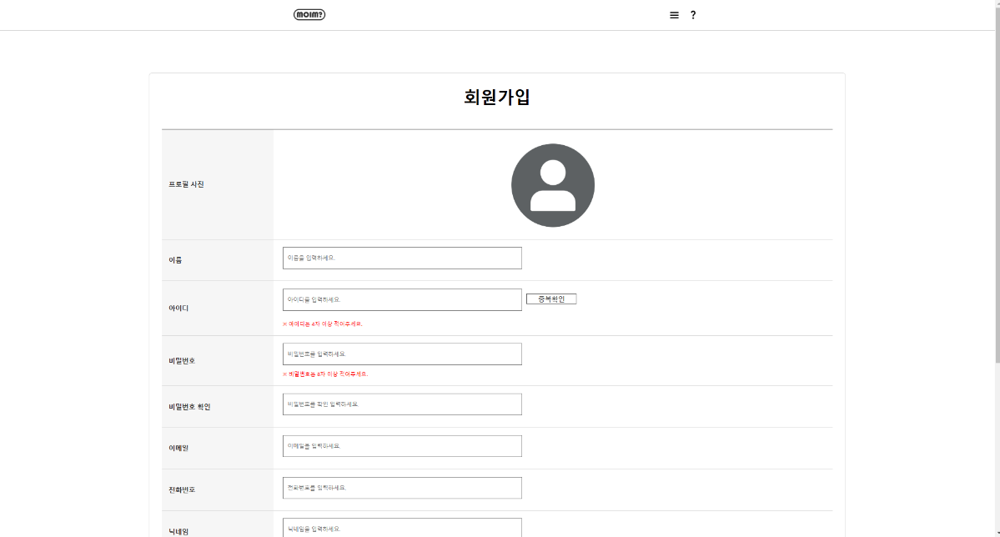 MOIM?
?
회원가입
프로필 사진
이름
이름을 입력하세요.
아이디
아이디를 입력하세요.
중복확인
※ 아이디는 4자 이상 적어주세요.
비밀번호
비밀번호를 입력하세요.
※ 비밀번호는 8자 이상 적어주세요.
비밀번호 확인
비밀번호를 확인 입력하세요.
이메일
이메일을 입력하세요.
전화번호
전화번호를 입력하세요.
닉네임
닉네임을 입력하세요.